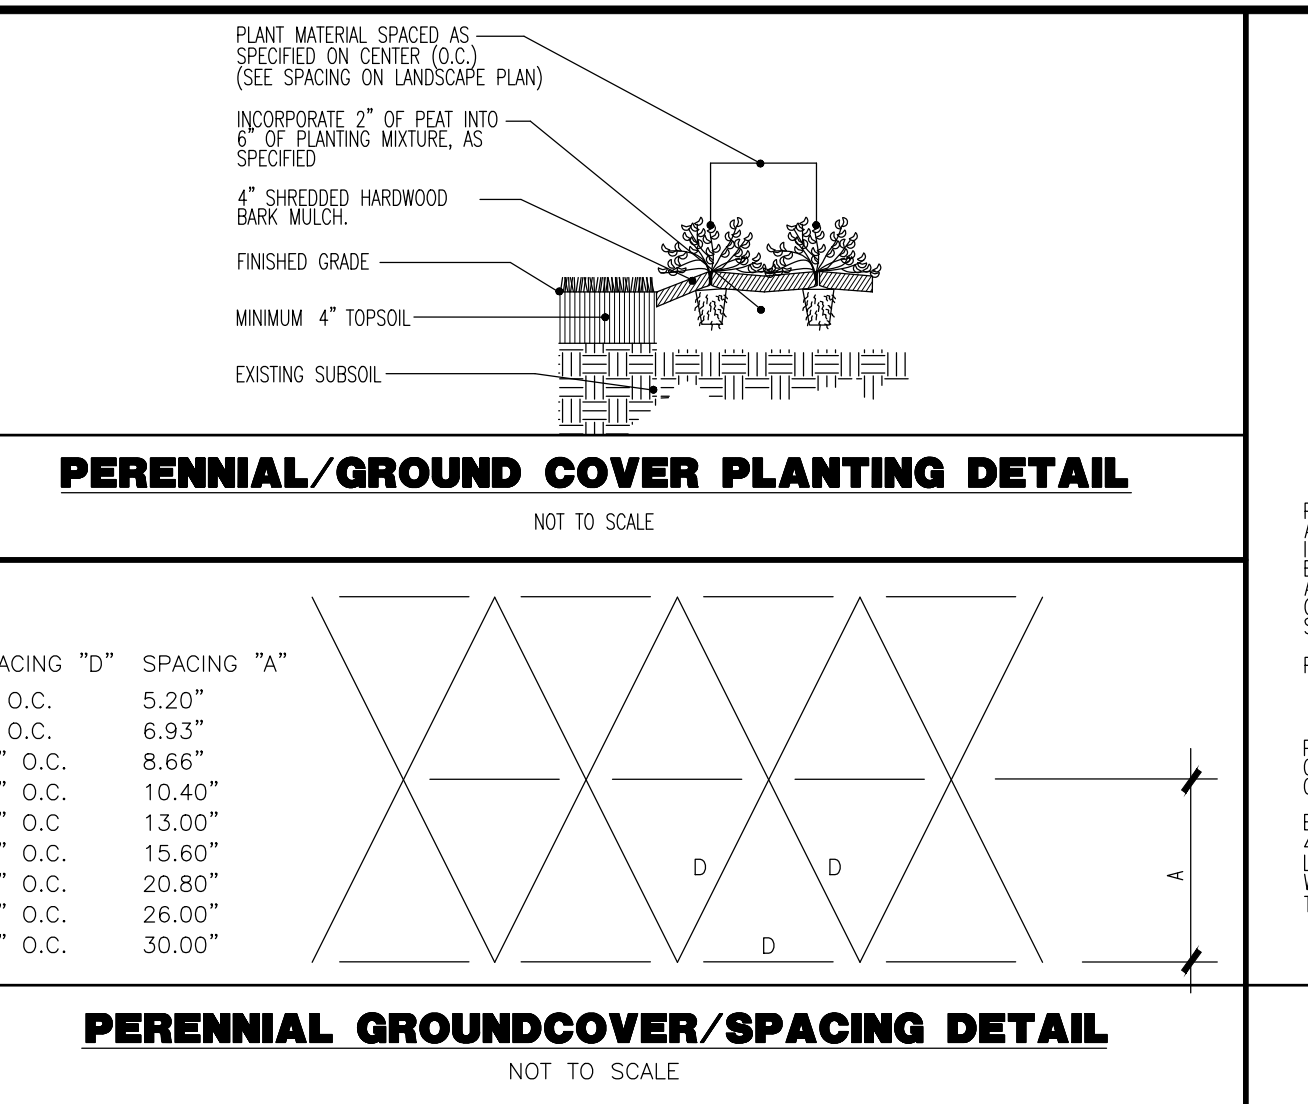 PLANT MATERIAL SPACED AS
SPECIFIED ON CENTER (O.C.)
(SEE SPACING ON LANDSCAPE PLAN)
INCORPORATE 2" OF PEAT INTO
6" OF PLANTING MIXTURE, AS
SPECIFIED
4" SHREDDED HARDWOOD
BARK MULCH.
FINISHED GRADE
MINIMUM 4" TOPSOIL
EXISTING SUBSOIL
PERENNIAL/GROUND COVER PLANTING DETAIL
NOT TO SCALE
"D" SPACING "A"
O.C. 5.20"
O.C. 6.93"
" O.C. 8.66"
" O.C. 10.40"
" O.C 13.00"
" O.C. 15.60"
" O.C. 20.80"
" O.C. 26.00"
" O.C. 30.00"
D D
D
A
PERENNIAL GROUNDCOVER/SPACING DETAIL
NOT TO SCALE